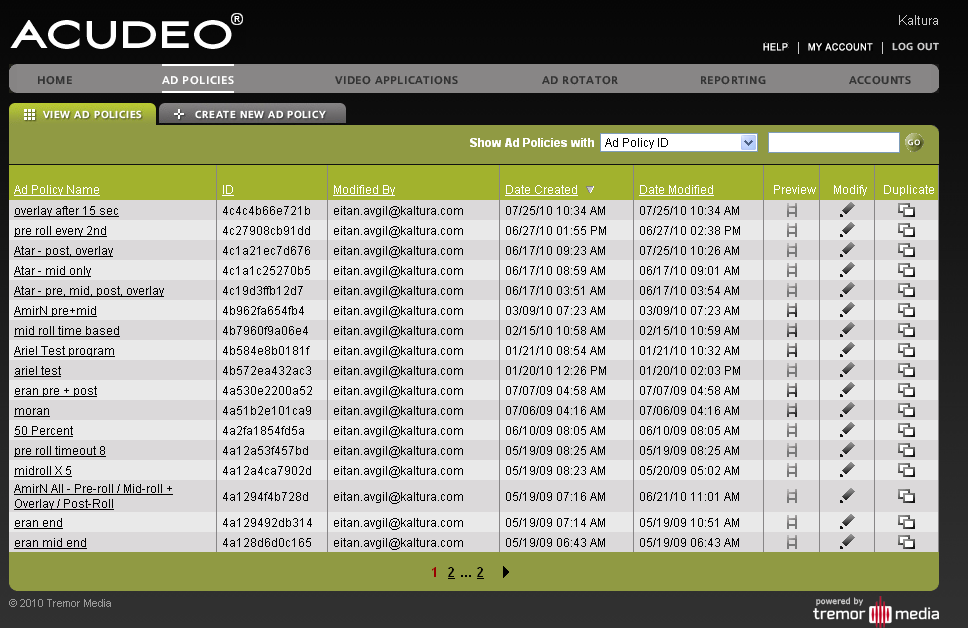 ACUDEO®
Kaltura
HELP | MY ACCOUNT | LOG OUT
HOME AD POLICIES VIDEO APPLICATIONS AD ROTATOR REPORTING ACCOUNTS
VIEW AD POLICIES CREATE NEW AD POLICY
Show Ad Policies with Ad Policy ID GO
Ad Policy Name ID Modified By Date Created Date Modified Preview Modify Duplicate
overlay after 15 sec 4c4c4b66e721b eitan.avgil@kaltura.com 07/25/10 10:34 AM 07/25/10 10:34 AM
pre roll every 2nd 4c27908cb91dd eitan.avgil@kaltura.com 06/27/10 01:55 PM 06/27/10 02:38 PM
Atar - post, overlay 4c1a21ec7d676 eitan.avgil@kaltura.com 06/17/10 09:23 AM 07/25/10 10:26 AM
Atar - mid only 4c1a1c25270b5 eitan.avgil@kaltura.com 06/17/10 08:59 AM 06/17/10 09:01 AM
Atar - pre, mid, post, overlay 4c19d3ffb12d7 eitan.avgil@kaltura.com 06/17/10 03:51 AM 06/17/10 03:54 AM
AmirN pre+mid 4b962fa654fb4 eitan.avgil@kaltura.com 03/09/10 07:23 AM 03/09/10 07:23 AM
mid roll time based 4b7960f9a06e4 eitan.avgil@kaltura.com 02/15/10 10:58 AM 02/15/10 10:59 AM
Ariel Test program 4b584e8b0181f eitan.avgil@kaltura.com 01/21/10 08:54 AM 01/21/10 10:32 AM
ariel test 4b572ea432ac3 eitan.avgil@kaltura.com 01/20/10 12:26 PM 01/20/10 02:03 PM
eran pre + post 4a530e2200a52 eitan.avgil@kaltura.com 07/07/09 04:58 AM 07/07/09 04:58 AM
moran 4a51b2e101ca9 eitan.avgil@kaltura.com 07/06/09 04:16 AM 07/06/09 04:16 AM
50 Percent 4a2fa1854fd5a eitan.avgil@kaltura.com 06/10/09 08:05 AM 06/10/09 08:05 AM
pre roll timeout 8 4a12a53f457bd eitan.avgil@kaltura.com 05/19/09 08:25 AM 05/19/09 08:25 AM
midroll X 5 4a12a4ca7902d eitan.avgil@kaltura.com 05/19/09 08:23 AM 05/20/09 05:02 AM
AmirN All - Pre-roll / Mid-roll +
Overlay / Post-Roll 4a1294f4b728d eitan.avgil@kaltura.com 05/19/09 07:16 AM 06/21/10 11:01 AM
eran end 4a129492db314 eitan.avgil@kaltura.com 05/19/09 07:14 AM 05/19/09 10:51 AM
eran mid end 4a128d6d0c165 eitan.avgil@kaltura.com 05/19/09 06:43 AM 05/19/09 06:43 AM
1 2 ... 2
© 2010 Tremor Media
powered by
tremor media